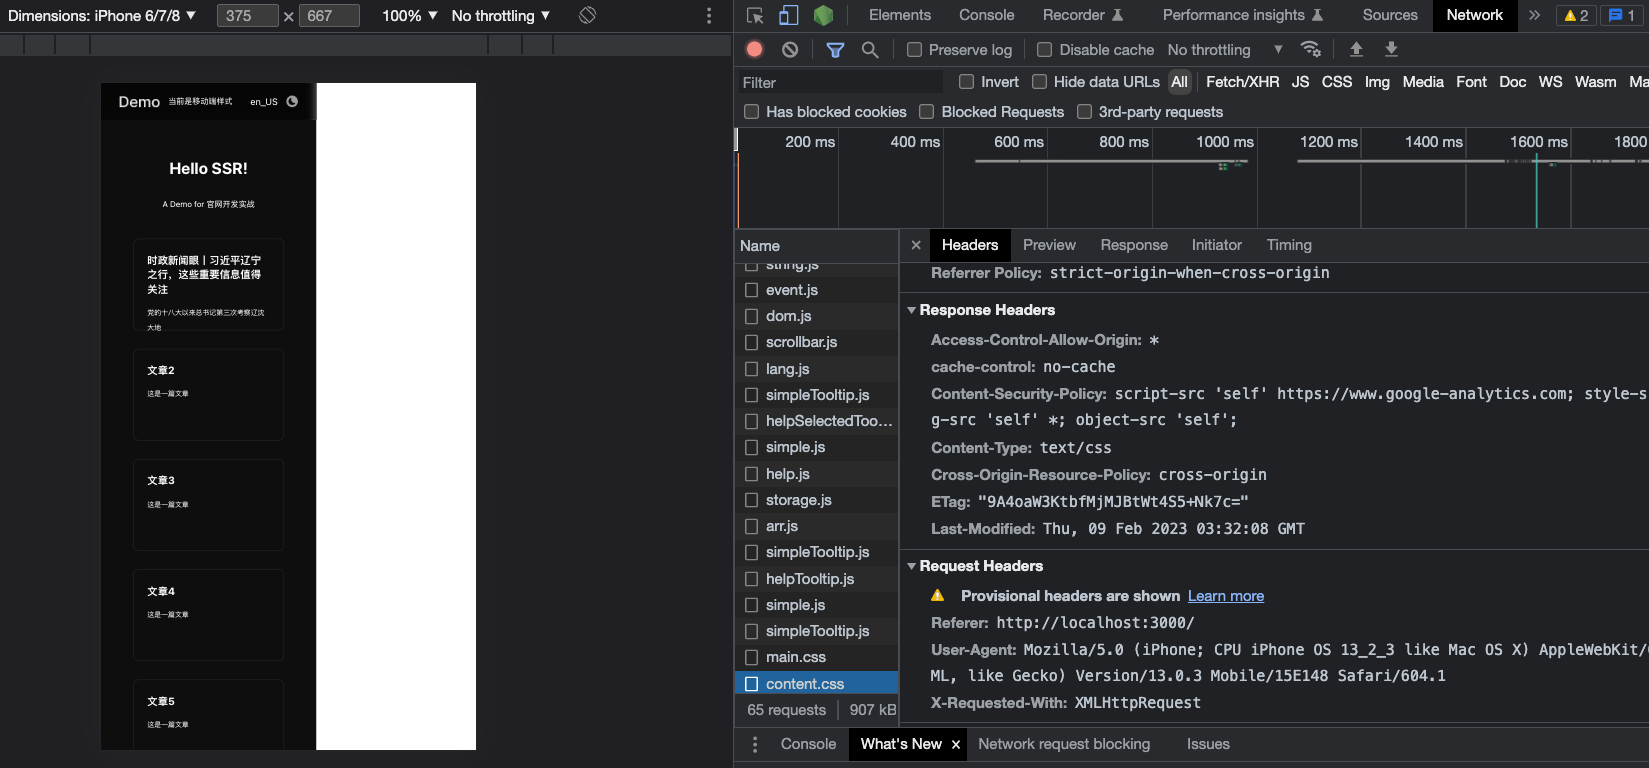 Dimensions: iPhone 6/7/8 ▼ 375 × 667 100% ▼ No throttling ▼
Demo 当前是移动端样式 en_US
Hello SSR!
A Demo for 官网开发实战
时政新闻眼丨习近平辽宁
之行，这些重要信息值得
关注
党的十八大以来总书记第三次考察辽沈
大地
文章2
这是一篇文章
文章3
这是一篇文章
文章4
这是一篇文章
文章5
这是一篇文章
Elements Console Recorder Performance insights Sources Network » 2 1
Preserve log Disable cache No throttling ▼
Filter Invert Hide data URLs All Fetch/XHR JS CSS Img Media Font Doc WS Wasm Ma
Has blocked cookies Blocked Requests 3rd-party requests
200 ms 400 ms 600 ms 800 ms 1000 ms 1200 ms 1400 ms 1600 ms 1800
Name
string.js
event.js
dom.js
scrollbar.js
lang.js
simpleTooltip.js
helpSelectedToo...
simple.js
help.js
storage.js
arr.js
simpleTooltip.js
helpTooltip.js
simple.js
simpleTooltip.js
main.css
content.css
65 requests 907 kB
× Headers Preview Response Initiator Timing
Referrer Policy: strict-origin-when-cross-origin
Response Headers
Access-Control-Allow-Origin: *
cache-control: no-cache
Content-Security-Policy: script-src 'self' https://www.google-analytics.com; style-s
g-src 'self' *; object-src 'self';
Content-Type: text/css
Cross-Origin-Resource-Policy: cross-origin
ETag: "9A4oaW3KtbfMjMJBtWt4S5+Nk7c="
Last-Modified: Thu, 09 Feb 2023 03:32:08 GMT
Request Headers
Provisional headers are shown Learn more
Referer: http://localhost:3000/
User-Agent: Mozilla/5.0 (iPhone; CPU iPhone OS 13_2_3 like Mac OS X) AppleWebKit/
ML, like Gecko) Version/13.0.3 Mobile/15E148 Safari/604.1
X-Requested-With: XMLHttpRequest
Console What's New × Network request blocking Issues